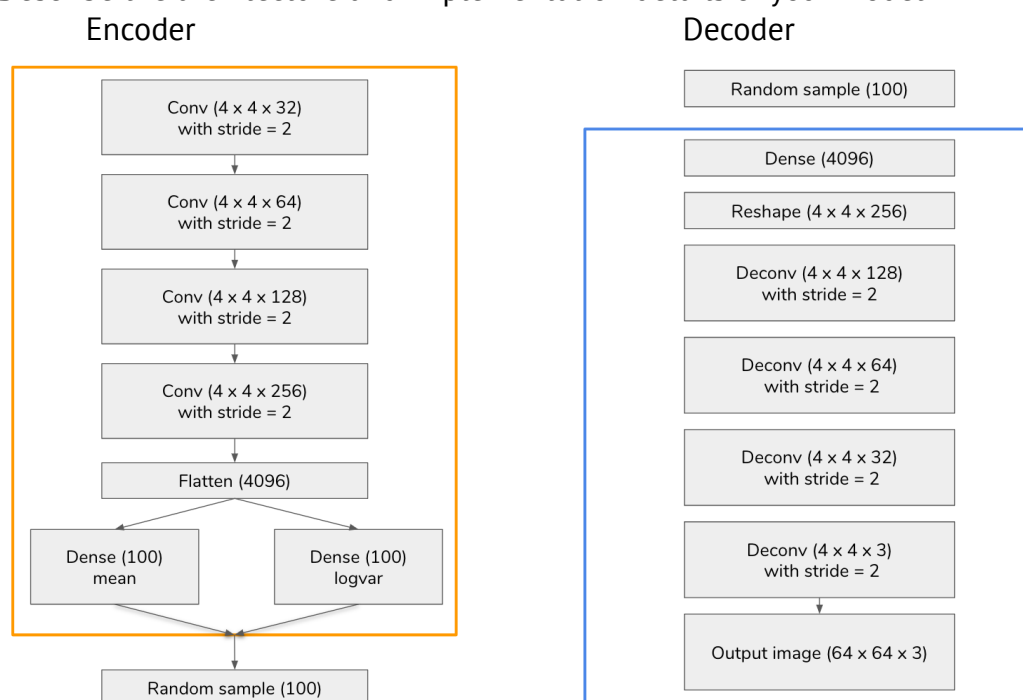 Encoder
Conv (4 x 4 x 32)
with stride = 2
Conv (4 x 4 x 64)
with stride = 2
Conv (4 x 4 x 128)
with stride = 2
Conv (4 x 4 x 256)
with stride = 2
Flatten (4096)
Dense (100)
mean
Dense (100)
logvar
Random sample (100)
Decoder
Random sample (100)
Dense (4096)
Reshape (4 x 4 x 256)
Deconv (4 x 4 x 128)
with stride = 2
Deconv (4 x 4 x 64)
with stride = 2
Deconv (4 x 4 x 32)
with stride = 2
Deconv (4 x 4 x 3)
with stride = 2
Output image (64 x 64 x 3)